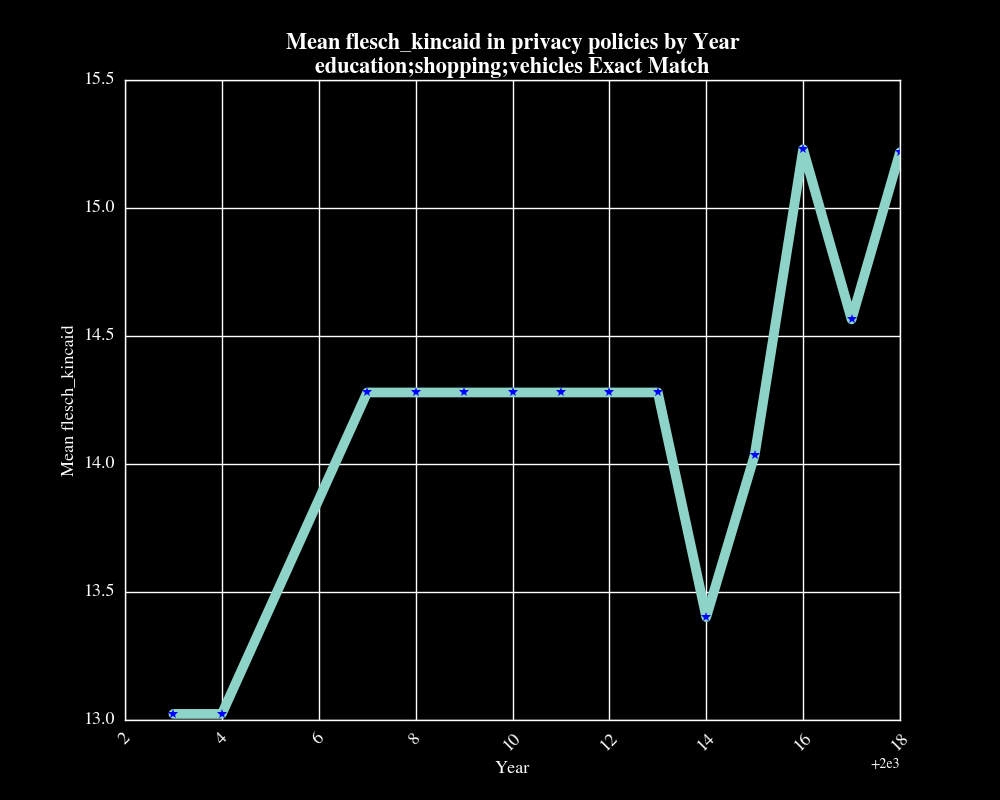 Mean flesch_kincaid in privacy policies by Year
education;shopping;vehicles Exact Match
15.5
15.0
14.5
14.0
13.5
13.0
Mean flesch_kincaid
2 4 6 8 10 12 14 16 18
Year
+2e3